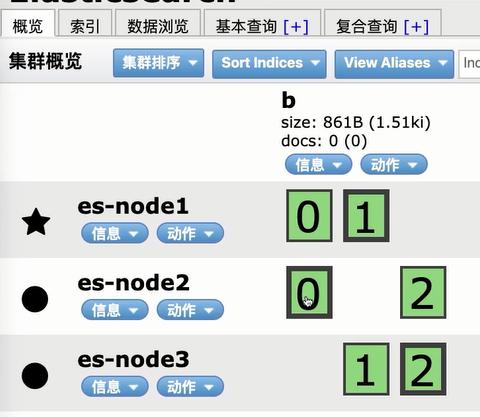 概览 索引 数据浏览 基本查询 [+] 复合查询 [+]
集群概览 集群排序 Sort Indices View Aliases
b
size: 861B (1.51ki)
docs: 0 (0)
信息 动作
es-node1 0 1
信息 动作
es-node2 0 2
信息 动作
es-node3 1 2
信息 动作